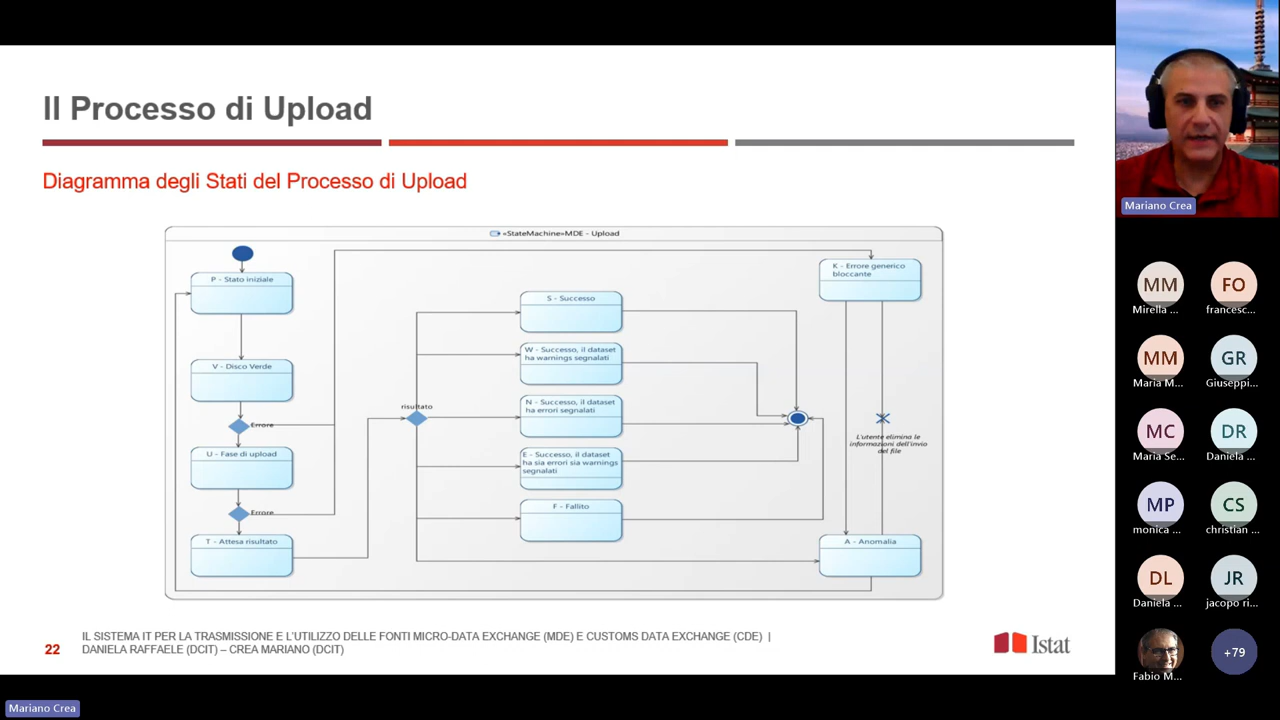 Il Processo di Upload
Diagramma degli Stati del Processo di Upload
«StateMachine»MDE - Upload
P - Stato iniziale
V - Disco Verde
Errore
U - Fase di upload
Errore
T - Attesa risultato
risultato
S - Successo
W - Successo, il dataset
ha warnings segnalati
N - Successo, il dataset
ha errori segnalati
E - Successo, il dataset
ha sia errori sia warnings
segnalati
F - Fallito
K - Errore generico
bloccante
L'utente elimina le
informazioni dell'invio
del file
A - Anomalia
22
IL SISTEMA IT PER LA TRASMISSIONE E L'UTILIZZO DELLE FONTI MICRO-DATA EXCHANGE (MDE) E CUSTOMS DATA EXCHANGE (CDE) |
DANIELA RAFFAELE (DCIT) – CREA MARIANO (DCIT)
Istat
Mariano Crea
MM
Mirella ...
FO
francesc...
MM
Maria M...
GR
Giuseppi...
MC
Maria Se...
DR
Daniela ...
MP
monica ...
CS
christian ...
DL
Daniela ...
JR
jacopo ri...
Fabio M...
+79
Mariano Crea